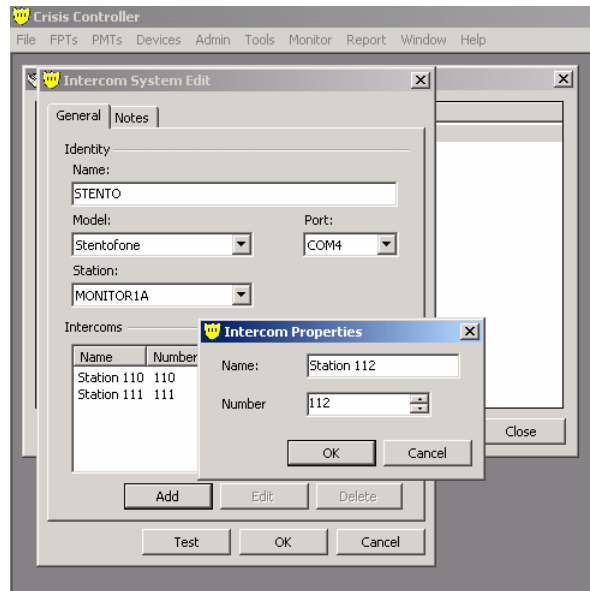 Crisis Controller
File FPTs PMTs Devices Admin Tools Monitor Report Window Help
Intercom System Edit
General Notes
Identity
Name:
STENTO
Model: Port:
Stentofone COM4
Station:
MONITOR1A
Intercoms
Name Number
Station 110 110
Station 111 111
Intercom Properties
Name: Station 112
Number 112
OK Cancel
Close
Add Edit Delete
Test OK Cancel